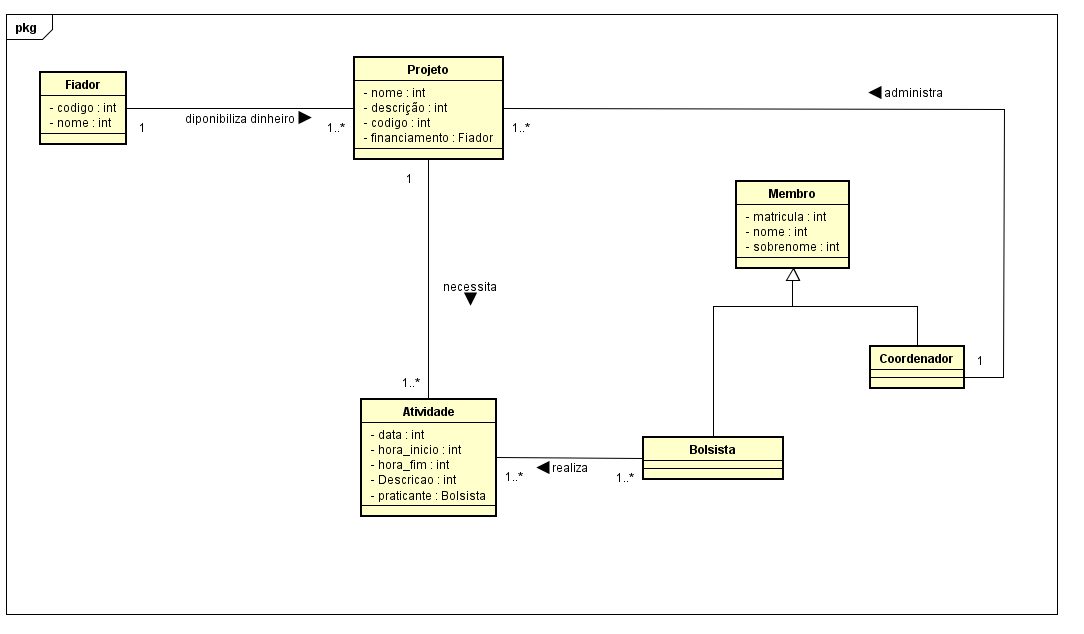 pkg
Fiador
- codigo : int
- nome : int
1
diponibiliza dinheiro
1..*
Projeto
- nome : int
- descrição : int
- codigo : int
- financiamento : Fiador
1..*
administra
1
necessita
1..*
Membro
- matricula : int
- nome : int
- sobrenome : int
Coordenador
1
Atividade
- data : int
- hora_inicio : int
- hora_fim : int
- Descricao : int
- praticante : Bolsista
1..*
realiza
1..*
Bolsista